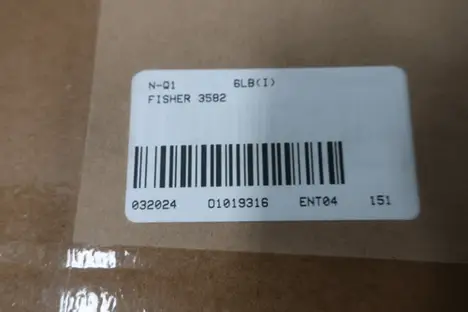 N-Q1 6LB(I)
FISHER 3582
032024 01019316 ENT04 151